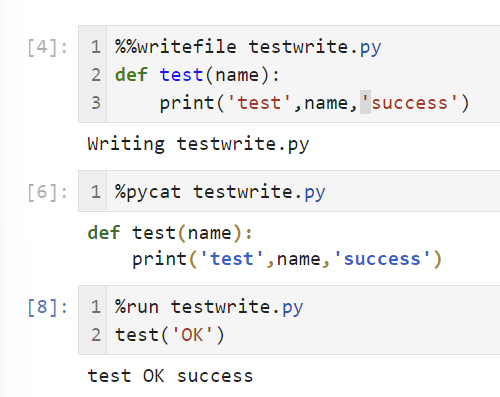 [4]: 1 %%writefile testwrite.py
2 def test(name):
3     print('test',name,'success')
Writing testwrite.py
[6]: 1 %pycat testwrite.py
def test(name):
    print('test',name,'success')
[8]: 1 %run testwrite.py
2 test('OK')
test OK success